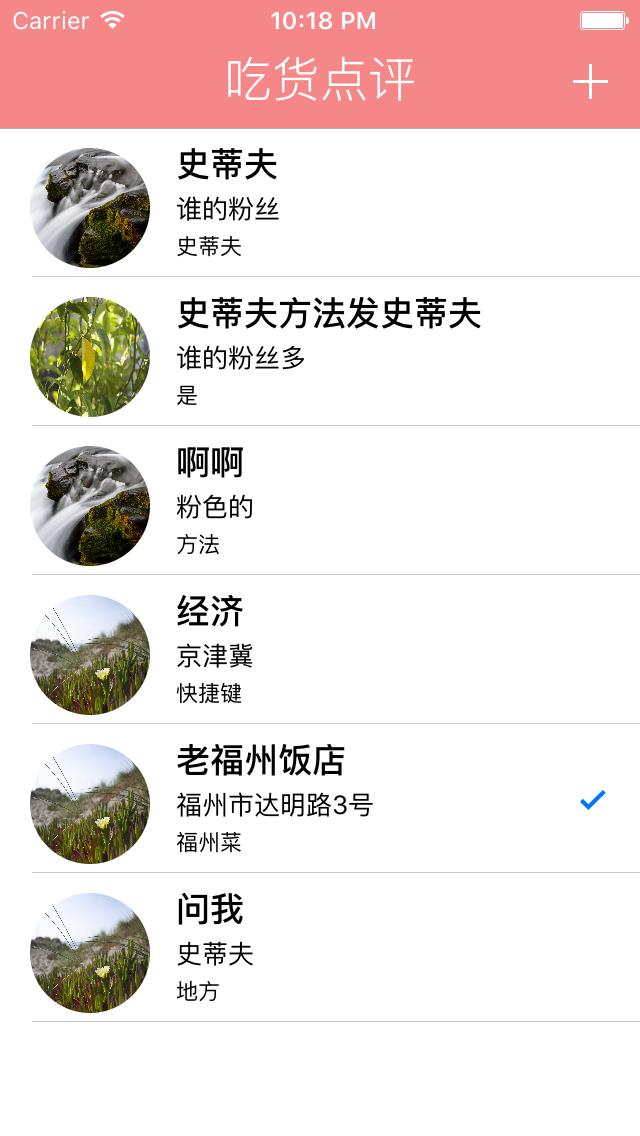 Carrier 10:18 PM
吃货点评
史蒂夫
谁的粉丝
史蒂夫
史蒂夫方法发史蒂夫
谁的粉丝多
是
啊啊
粉色的
方法
经济
京津冀
快捷键
老福州饭店
福州市达明路3号
福州菜
问我
史蒂夫
地方